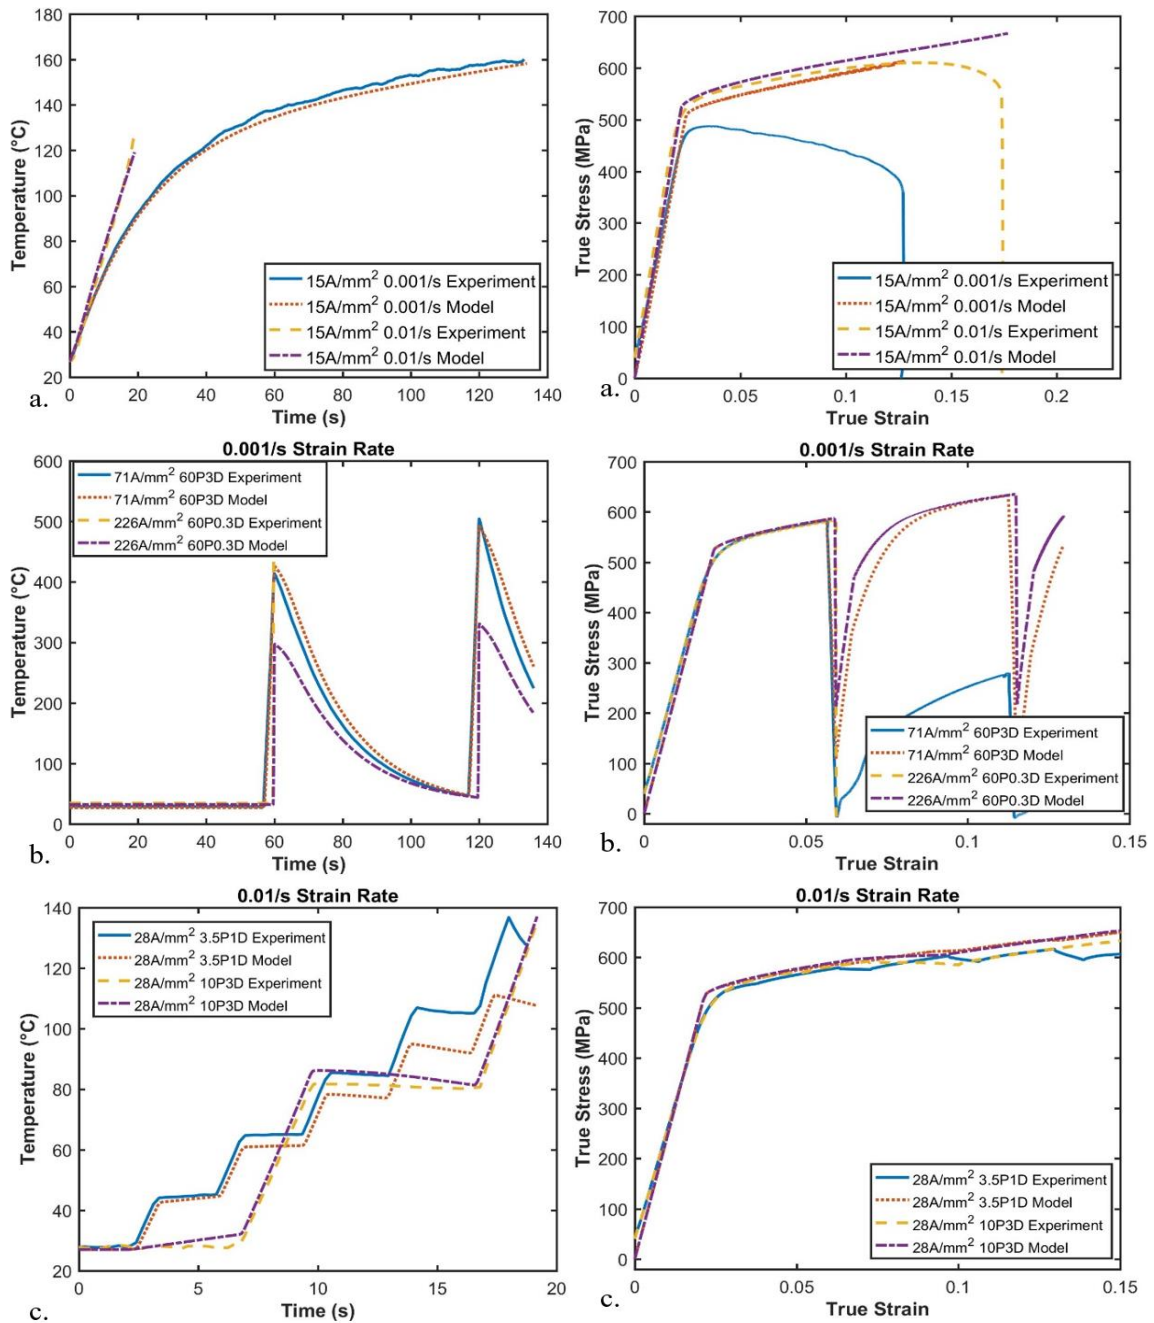 180
160
140
120
100
80
60
40
20
Temperature (°C)
15A/mm² 0.001/s Experiment
15A/mm² 0.001/s Model
15A/mm² 0.01/s Experiment
15A/mm² 0.01/s Model
0 20 40 60 80 100 120 140
Time (s)
a.
700
600
500
400
300
200
100
0
True Stress (MPa)
15A/mm² 0.001/s Experiment
15A/mm² 0.001/s Model
15A/mm² 0.01/s Experiment
15A/mm² 0.01/s Model
0 0.05 0.1 0.15 0.2
True Strain
a.
0.001/s Strain Rate
600
500
400
300
200
100
0
Temperature (°C)
71A/mm² 60P3D Experiment
71A/mm² 60P3D Model
226A/mm² 60P0.3D Experiment
226A/mm² 60P0.3D Model
0 20 40 60 80 100 120 140
Time (s)
b.
0.001/s Strain Rate
700
600
500
400
300
200
100
0
True Stress (MPa)
71A/mm² 60P3D Experiment
71A/mm² 60P3D Model
226A/mm² 60P0.3D Experiment
226A/mm² 60P0.3D Model
0 0.05 0.1 0.15
True Strain
b.
0.01/s Strain Rate
140
120
100
80
60
40
20
Temperature (°C)
28A/mm² 3.5P1D Experiment
28A/mm² 3.5P1D Model
28A/mm² 10P3D Experiment
28A/mm² 10P3D Model
0 5 10 15 20
Time (s)
c.
0.01/s Strain Rate
700
600
500
400
300
200
100
0
True Stress (MPa)
28A/mm² 3.5P1D Experiment
28A/mm² 3.5P1D Model
28A/mm² 10P3D Experiment
28A/mm² 10P3D Model
0 0.05 0.1 0.15
True Strain
c.